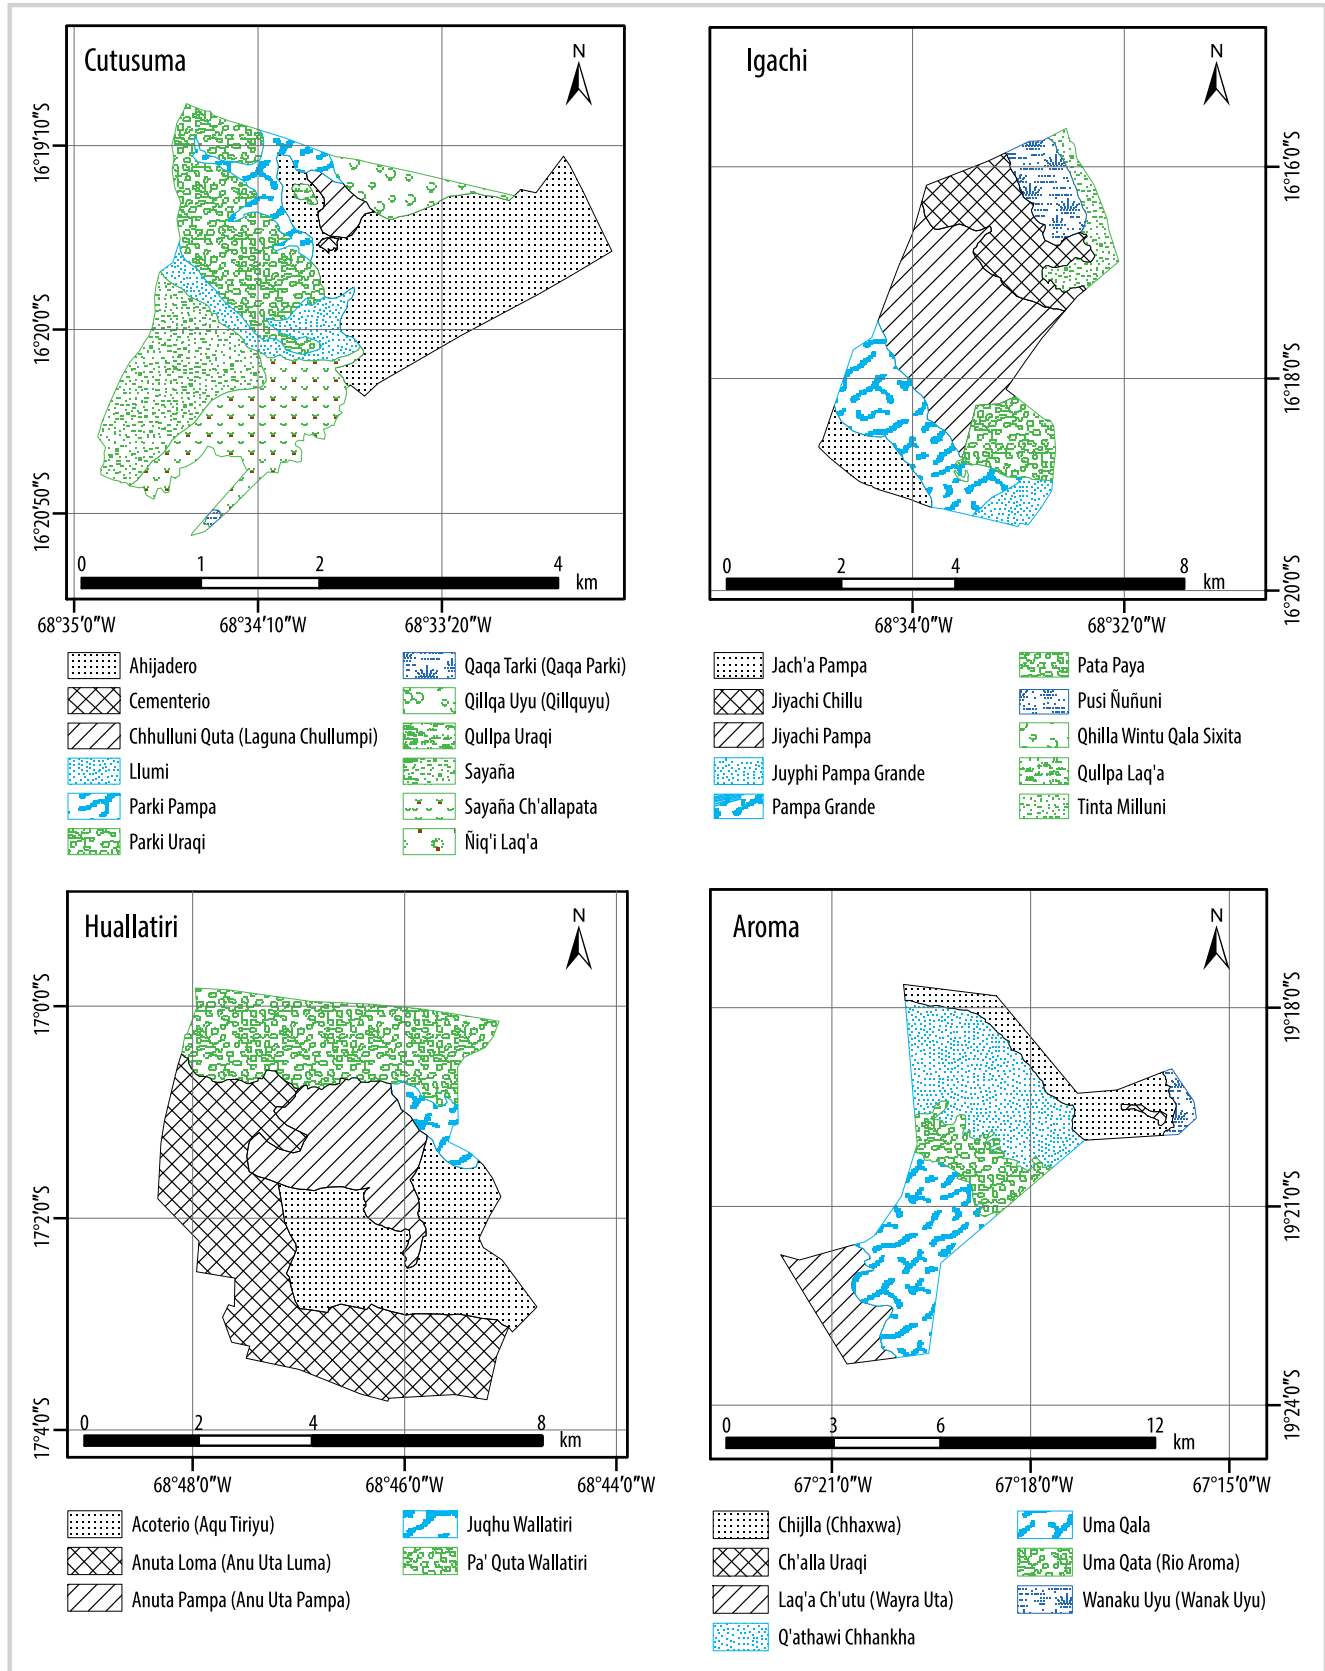 Cutusuma
N
16°19'10"S
16°20'0"S
16°20'50"S
0 1 2 4
km
68°35'0"W 68°34'10"W 68°33'20"W
Ahijadero
Cementerio
Chhulluni Quta (Laguna Chullumpi)
Llumi
Parki Pampa
Parki Uraqi
Qaqa Tarki (Qaqa Parki)
Qillqa Uyu (Qillquyu)
Qullpa Uraqi
Sayaña
Sayaña Ch'allapata
Ñiq'i Laq'a
Igachi
N
16°16'0"S
16°18'0"S
16°20'0"S
0 2 4 8
km
68°34'0"W 68°32'0"W
Jach'a Pampa
Jiyachi Chillu
Jiyachi Pampa
Juyphi Pampa Grande
Pampa Grande
Pata Paya
Pusi Ñuñuni
Qhilla Wintu Qala Sixita
Qullpa Laq'a
Tinta Milluni
Huallatiri
N
17°0'0"S
17°2'0"S
17°4'0"S
0 2 4 8
km
68°48'0"W 68°46'0"W 68°44'0"W
Acoterio (Aqu Tiriyu)
Anuta Loma (Anu Uta Luma)
Anuta Pampa (Anu Uta Pampa)
Juqhu Wallatiri
Pa' Quta Wallatiri
Aroma
N
19°18'0"S
19°21'0"S
19°24'0"S
0 3 6 12
km
67°21'0"W 67°18'0"W 67°15'0"W
Chijlla (Chhaxwa)
Ch'alla Uraqi
Laq'a Ch'utu (Wayra Uta)
Q'athawi Chhankha
Uma Qala
Uma Qata (Rio Aroma)
Wanaku Uyu (Wanak Uyu)